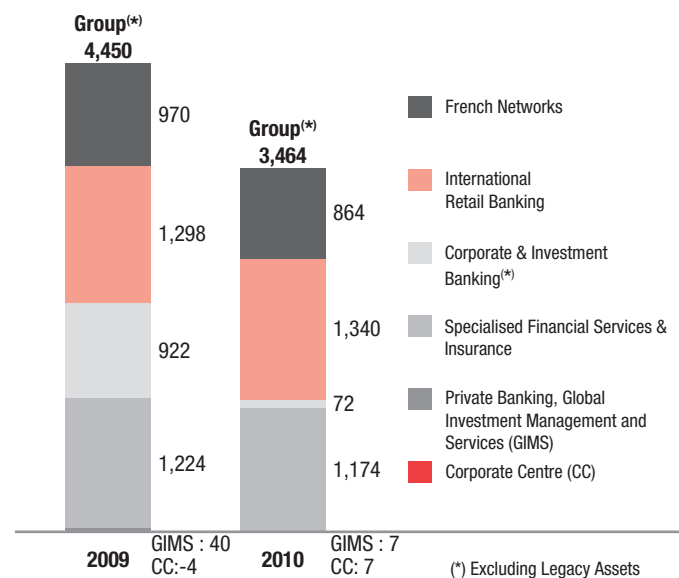 Group(*)
4,450
970
1,298
922
1,224
Group(*)
3,464
864
1,340
72
1,174
French Networks
International
Retail Banking
Corporate & Investment
Banking(*)
Specialised Financial Services &
Insurance
Private Banking, Global
Investment Management and
Services (GIMS)
Corporate Centre (CC)
2009
GIMS : 40
CC:-4
2010
GIMS : 7
CC: 7
(*) Excluding Legacy Assets